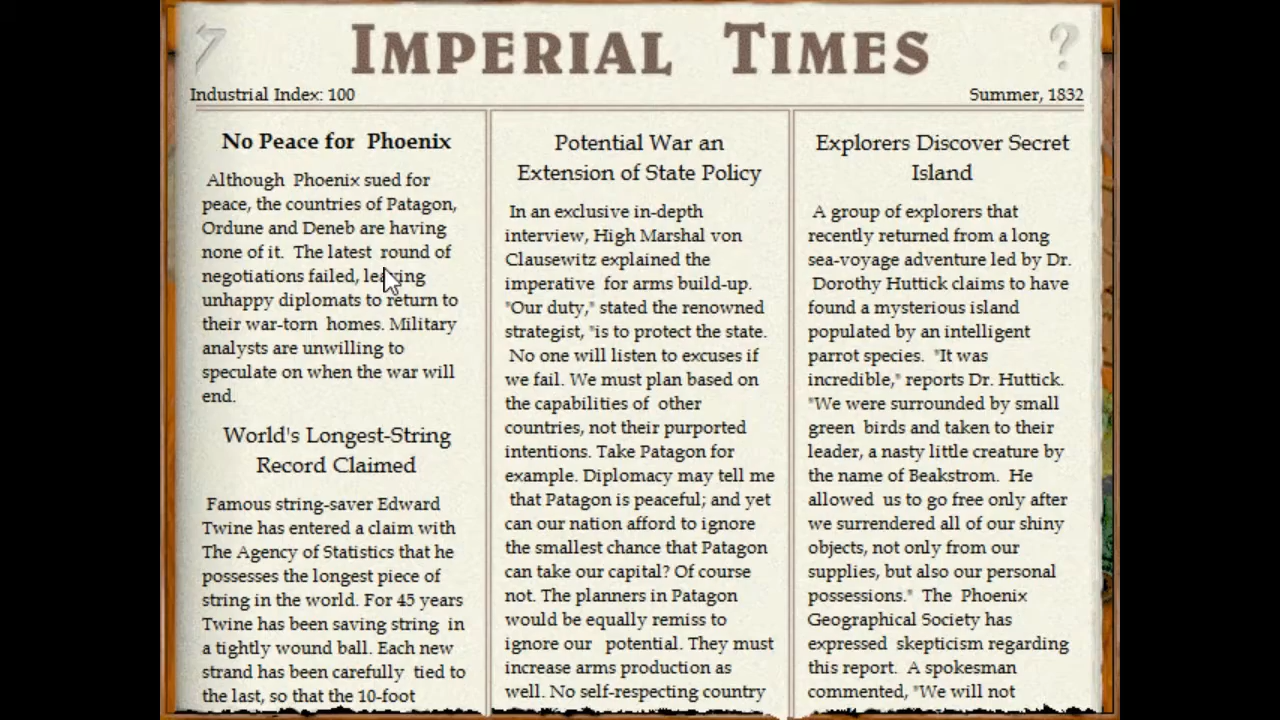 IMPERIAL TIMES
Industrial Index: 100
Summer, 1832
No Peace for Phoenix
Although Phoenix sued for
peace, the countries of Patagon,
Ordune and Deneb are having
none of it. The latest round of
negotiations failed, leaving
unhappy diplomats to return to
their war-torn homes. Military
analysts are unwilling to
speculate on when the war will
end.
World's Longest-String
Record Claimed
Famous string-saver Edward
Twine has entered a claim with
The Agency of Statistics that he
possesses the longest piece of
string in the world. For 45 years
Twine has been saving string in
a tightly wound ball. Each new
strand has been carefully tied to
the last, so that the 10-foot
Potential War an
Extension of State Policy
In an exclusive in-depth
interview, High Marshal von
Clausewitz explained the
imperative for arms build-up.
"Our duty," stated the renowned
strategist, "is to protect the state.
No one will listen to excuses if
we fail. We must plan based on
the capabilities of other
countries, not their purported
intentions. Take Patagon for
example. Diplomacy may tell me
that Patagon is peaceful; and yet
can our nation afford to ignore
the smallest chance that Patagon
can take our capital? Of course
not. The planners in Patagon
would be equally remiss to
ignore our potential. They must
increase arms production as
well. No self-respecting country
Explorers Discover Secret
Island
A group of explorers that
recently returned from a long
sea-voyage adventure led by Dr.
Dorothy Huttick claims to have
found a mysterious island
populated by an intelligent
parrot species. "It was
incredible," reports Dr. Huttick.
"We were surrounded by small
green birds and taken to their
leader, a nasty little creature by
the name of Beakstrom. He
allowed us to go free only after
we surrendered all of our shiny
objects, not only from our
supplies, but also our personal
possessions." The Phoenix
Geographical Society has
expressed skepticism regarding
this report. A spokesman
commented, "We will not